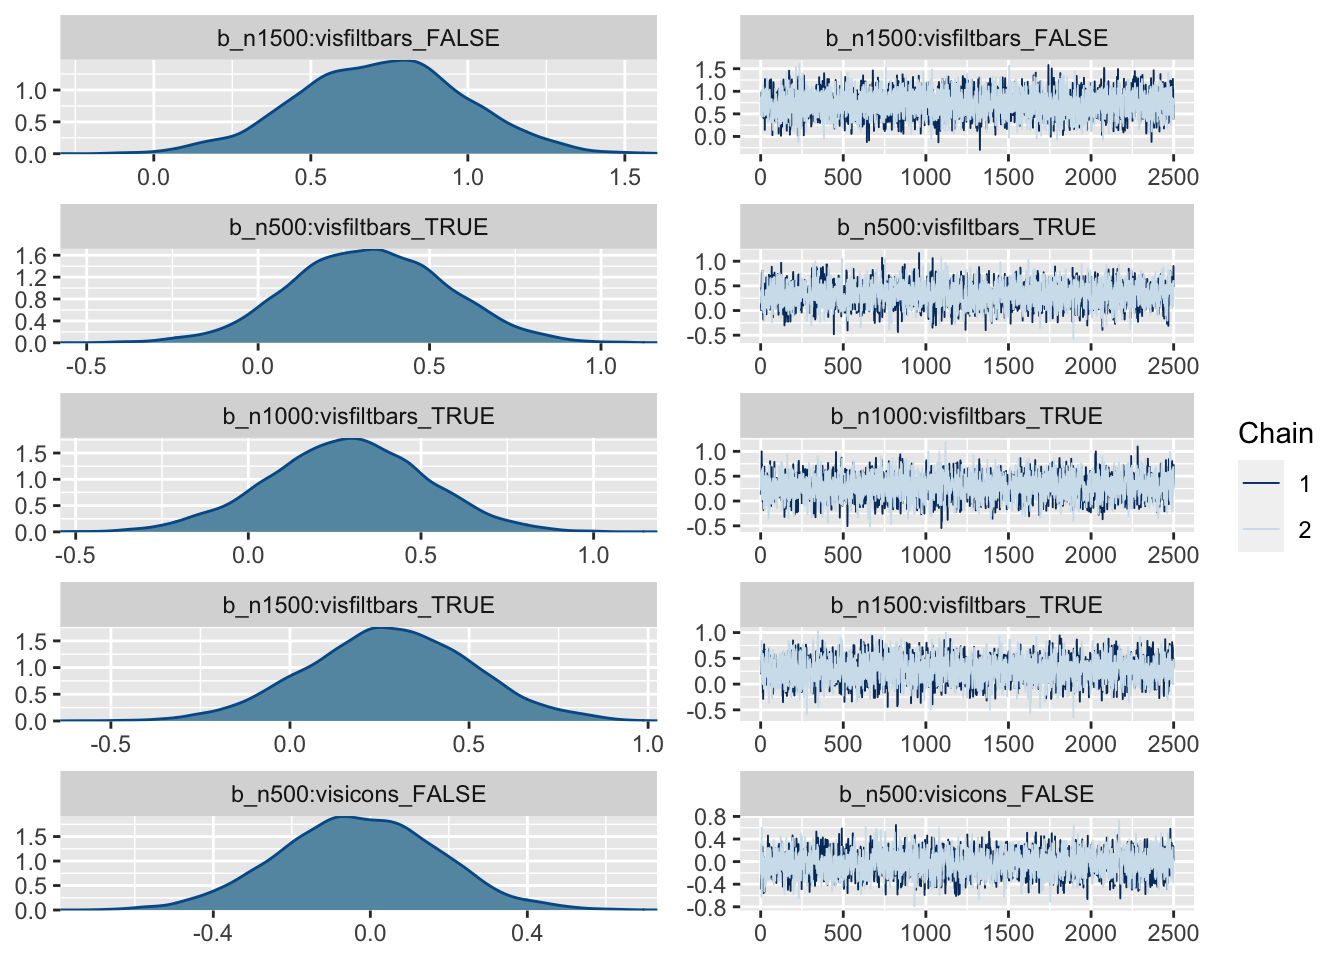 b_n1500:visfiltbars_FALSE
1.0
0.5
0.0
0.0 0.5 1.0 1.5
b_n1500:visfiltbars_FALSE
1.5
1.0
0.5
0.0
0 500 1000 1500 2000 2500
b_n500:visfiltbars_TRUE
1.6
1.2
0.8
0.4
0.0
-0.5 0.0 0.5 1.0
b_n500:visfiltbars_TRUE
1.0
0.5
0.0
-0.5
0 500 1000 1500 2000 2500
b_n1000:visfiltbars_TRUE
1.5
1.0
0.5
0.0
-0.5 0.0 0.5 1.0
b_n1000:visfiltbars_TRUE
1.0
0.5
0.0
-0.5
0 500 1000 1500 2000 2500
b_n1500:visfiltbars_TRUE
1.5
1.0
0.5
0.0
-0.5 0.0 0.5 1.0
b_n1500:visfiltbars_TRUE
1.0
0.5
0.0
-0.5
0 500 1000 1500 2000 2500
b_n500:visicons_FALSE
1.5
1.0
0.5
0.0
-0.4 0.0 0.4
b_n500:visicons_FALSE
0.8
0.4
0.0
-0.4
-0.8
0 500 1000 1500 2000 2500
Chain
1
2